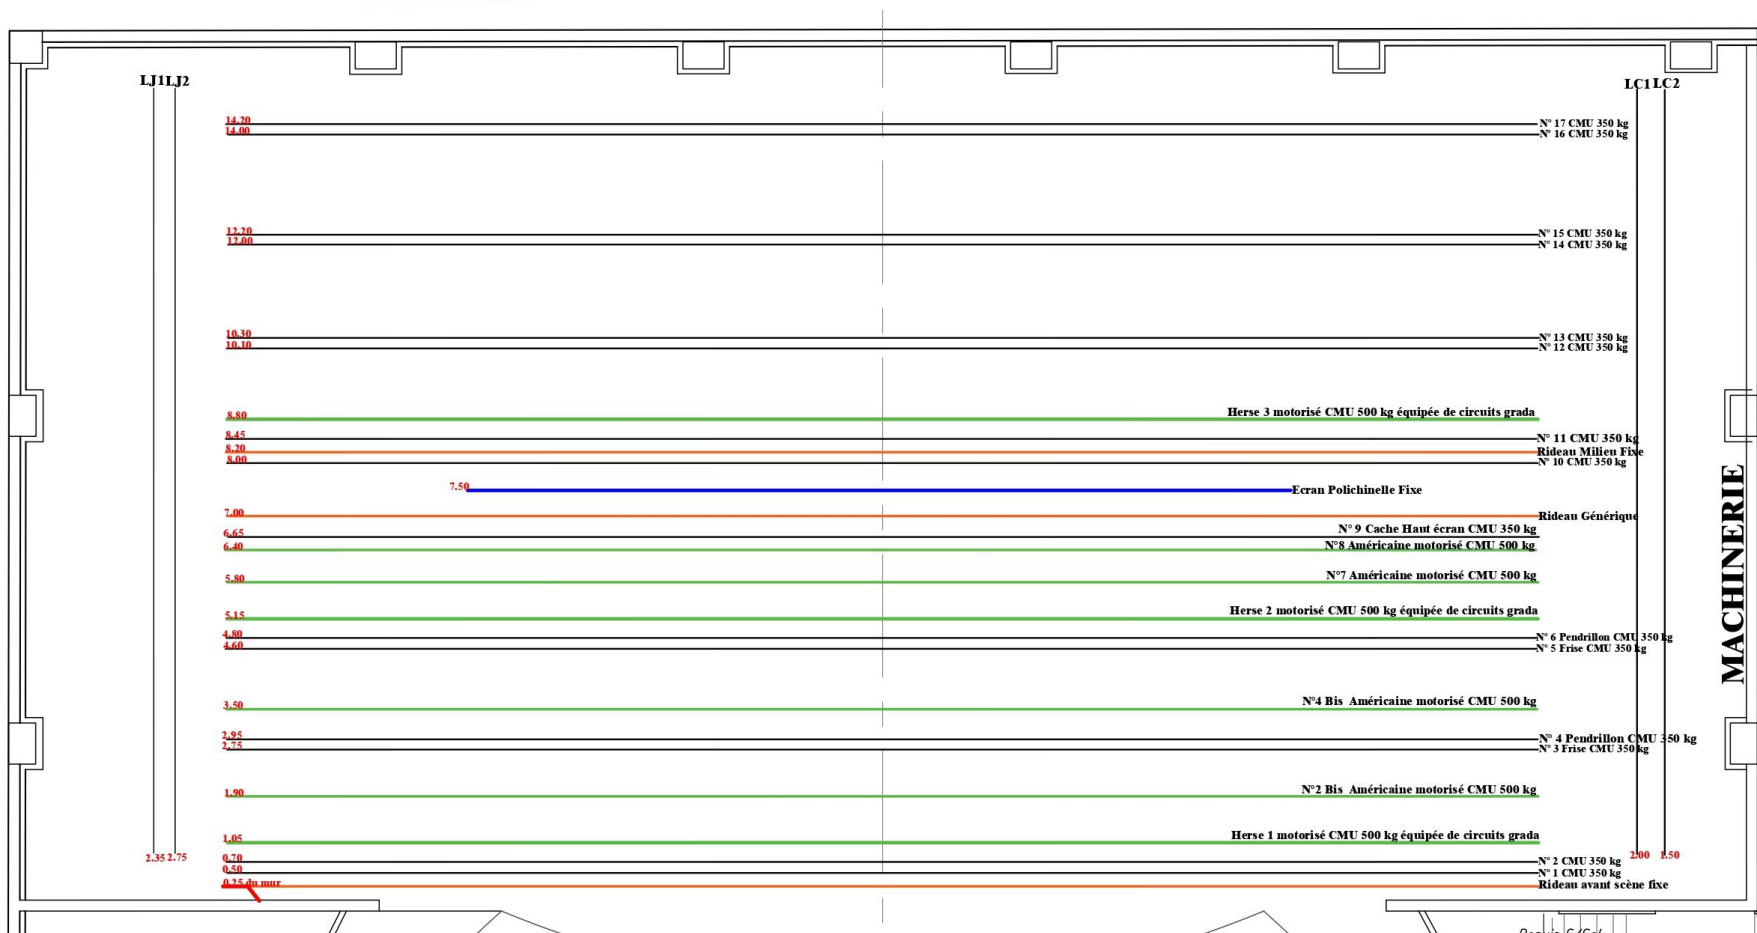 LJ1 LJ2
LC1 LC2
14.20 N° 17 CMU 350 kg
14.00 N° 16 CMU 350 kg
12.20 N° 15 CMU 350 kg
12.00 N° 14 CMU 350 kg
10.30 N° 13 CMU 350 kg
10.10 N° 12 CMU 350 kg
8.80 Herse 3 motorisé CMU 500 kg équipée de circuits grada
8.45 N° 11 CMU 350 kg
8.20 Rideau Milieu Fixe
8.00 N° 10 CMU 350 kg
7.50 Ecran Polichinelle Fixe
7.00 Rideau Générique
6.65 N° 9 Cache Haut écran CMU 350 kg
6.40 N°8 Américaine motorisé CMU 500 kg
5.80 N°7 Américaine motorisé CMU 500 kg
5.15 Herse 2 motorisé CMU 500 kg équipée de circuits grada
4.80 N° 6 Pendrillon CMU 350 kg
4.60 N° 5 Frise CMU 350 kg
3.50 N°4 Bis Américaine motorisé CMU 500 kg
2.95 N° 4 Pendrillon CMU 350 kg
2.75 N° 3 Frise CMU 350 kg
1.90 N°2 Bis Américaine motorisé CMU 500 kg
1.05 Herse 1 motorisé CMU 500 kg équipée de circuits grada
0.70 N° 2 CMU 350 kg
0.50 N° 1 CMU 350 kg
0.25 du mur Rideau avant scène fixe
2.35 2.75
2.00 1.50
MACHINERIE